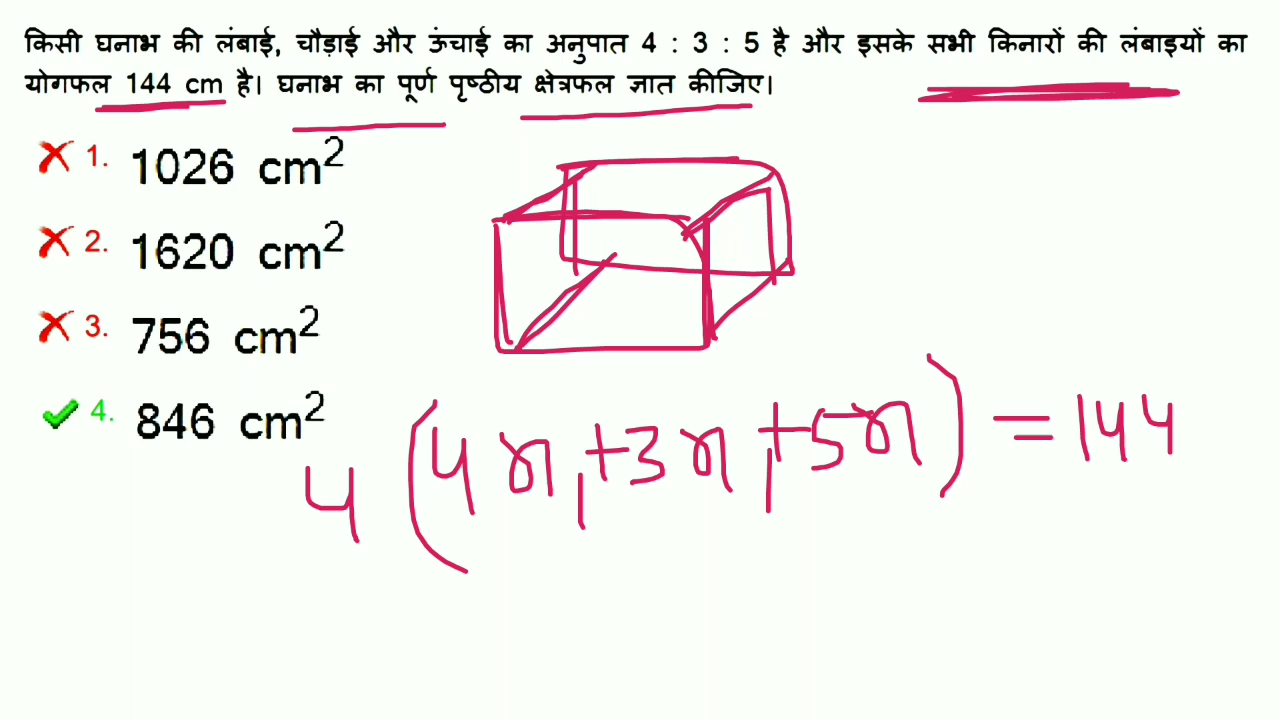 किसी घनाभ की लंबाई, चौड़ाई और ऊंचाई का अनुपात 4 : 3 : 5 है और इसके सभी किनारों की लंबाइयों का
योगफल 144 cm है। घनाभ का पूर्ण पृष्ठीय क्षेत्रफल ज्ञात कीजिए।
1. 1026 cm²
2. 1620 cm²
3. 756 cm²
4. 846 cm²
4 (4x + 3x + 5x) = 144